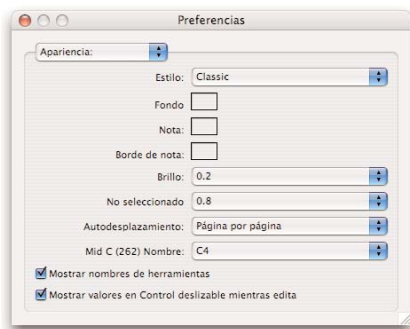 Preferencias
Apariencia:
Estilo: Classic
Fondo
Nota:
Borde de nota:
Brillo: 0.2
No seleccionado 0.8
Autodesplazamiento: Página por página
Mid C (262) Nombre: C4
Mostrar nombres de herramientas
Mostrar valores en Control deslizable mientras edita